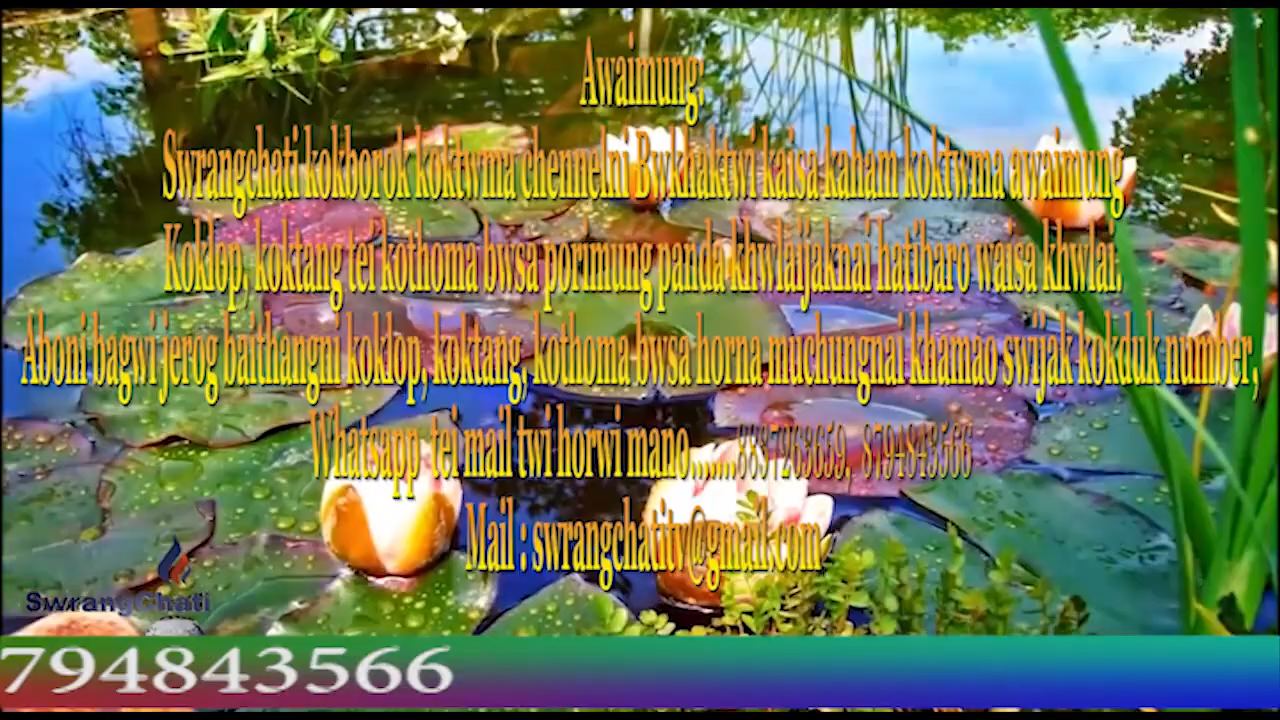 Awaimung:
Swrangchati kokborok koktwma chennelni Bwkhaktwi kaisa kaham koktwma awaimung
Koklop, koktang tei kothoma bwsa porimung panda khwlaijaknai hatibaro waisa khwlai.
Aboni bagwi jerog baithangni koklop, koktang, kothoma bwsa horna muchungnai khamao swijak kokduk number,
Whatsapp tei mail twi horwi mano.......8837263659, 8794843566
Mail : swrangchatitv@gmail.com
SwrangChati
794843566